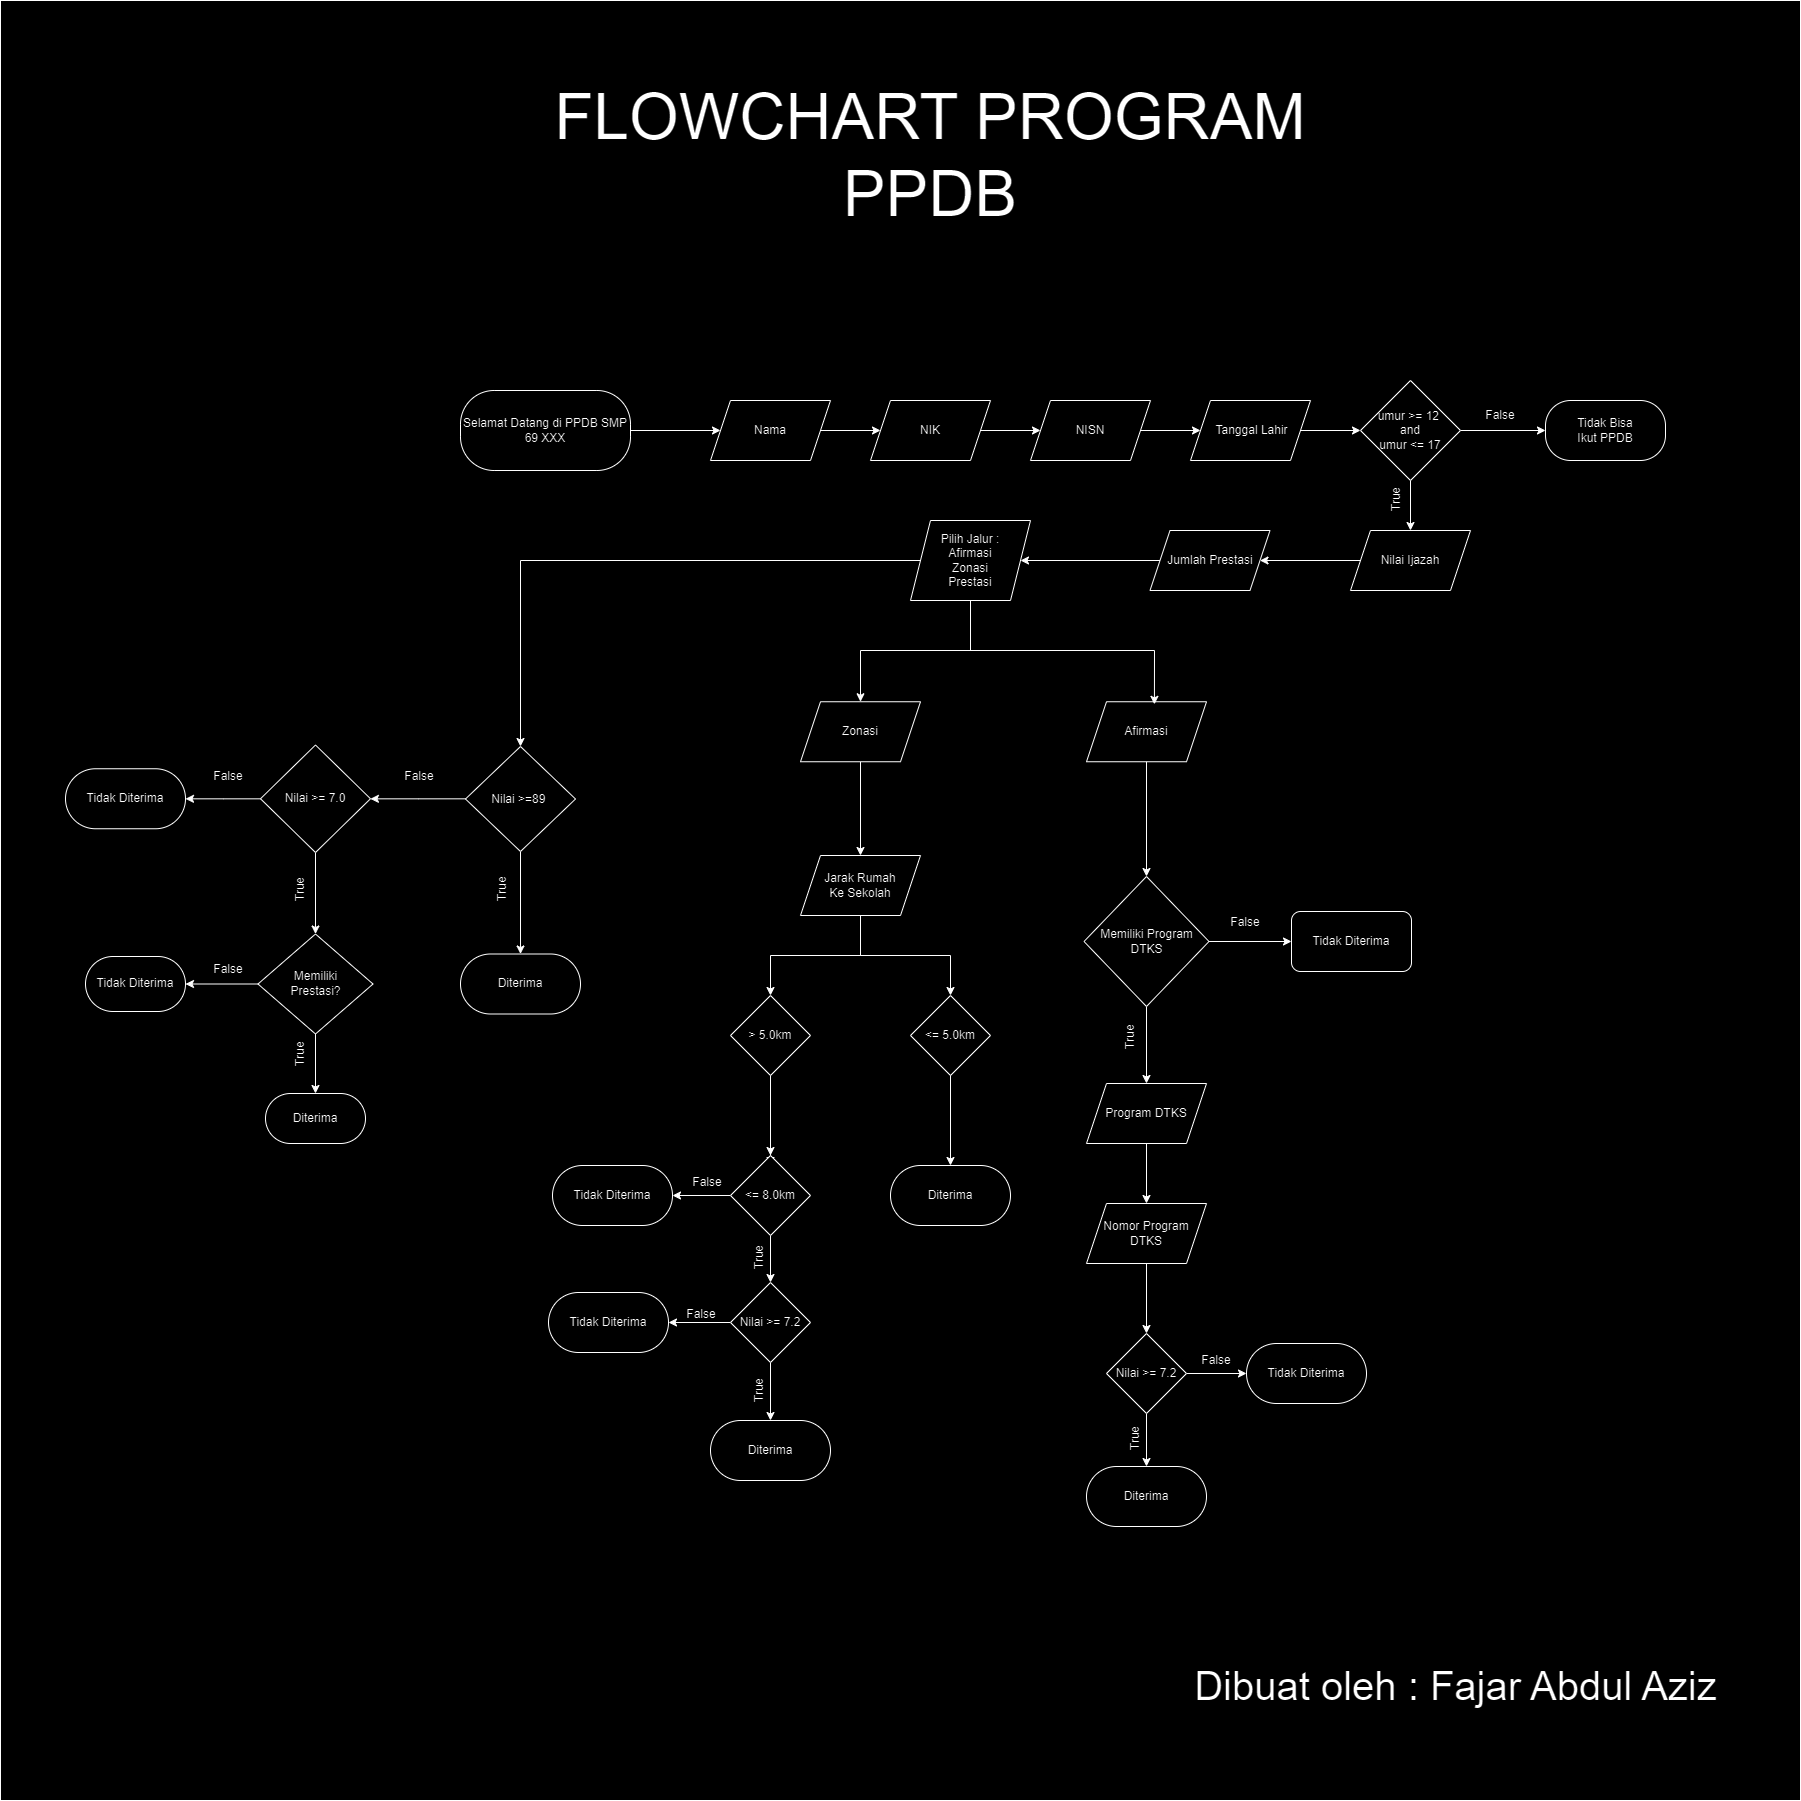 FLOWCHART PROGRAM
PPDB
Selamat Datang di PPDB SMP
69 XXX
Nama
NIK
NISN
Tanggal Lahir
umur >= 12
and
umur <= 17
False
Tidak Bisa
Ikut PPDB
True
Nilai Ijazah
Jumlah Prestasi
Pilih Jalur :
Afirmasi
Zonasi
Prestasi
Nilai >=89
False
Nilai >= 7.0
False
Tidak Diterima
True
Diterima
True
Memiliki
Prestasi?
False
Tidak Diterima
True
Diterima
Zonasi
Jarak Rumah
Ke Sekolah
> 5.0km
<= 5.0km
Diterima
<= 8.0km
False
Tidak Diterima
True
Nilai >= 7.2
False
Tidak Diterima
True
Diterima
Afirmasi
Memiliki Program
DTKS
False
Tidak Diterima
True
Program DTKS
Nomor Program
DTKS
Nilai >= 7.2
False
Tidak Diterima
True
Diterima
Dibuat oleh : Fajar Abdul Aziz